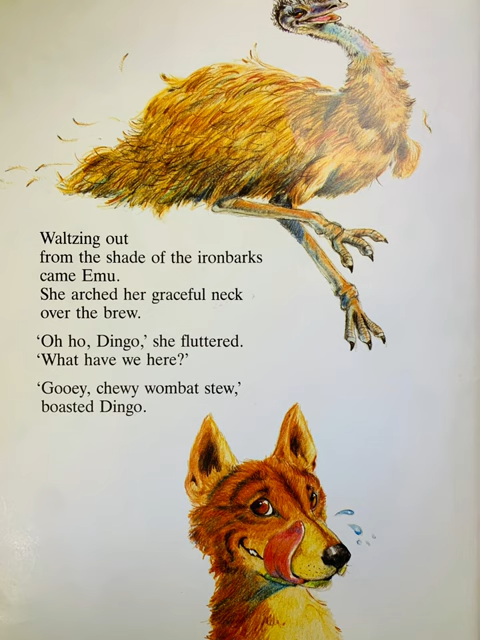 Waltzing out
from the shade of the ironbarks
came Emu.
She arched her graceful neck
over the brew.
‘Oh ho, Dingo,’ she fluttered.
‘What have we here?’
‘Gooey, chewy wombat stew,’
boasted Dingo.